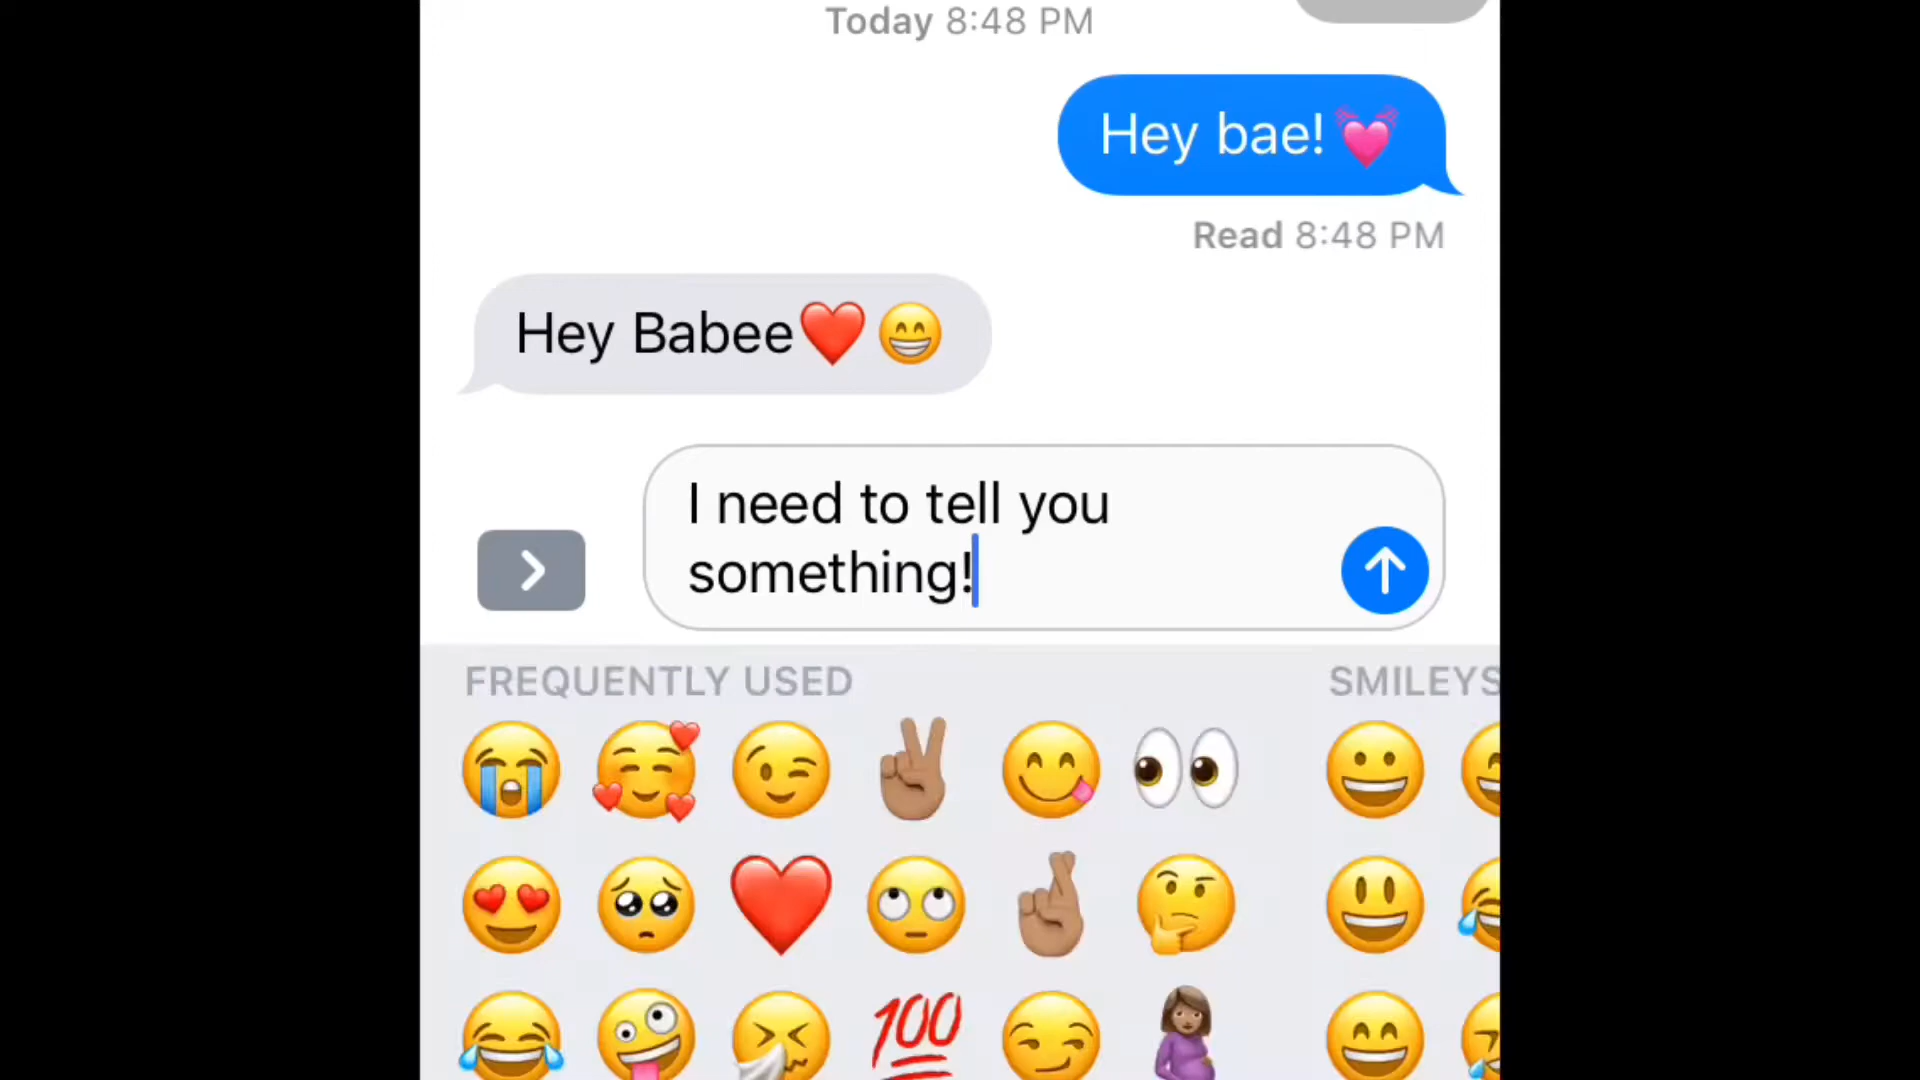 Today 8:48 PM
Hey bae!💓
Read 8:48 PM
Hey Babee❤️😁
I need to tell you
something!
FREQUENTLY USED
SMILEYS
💯